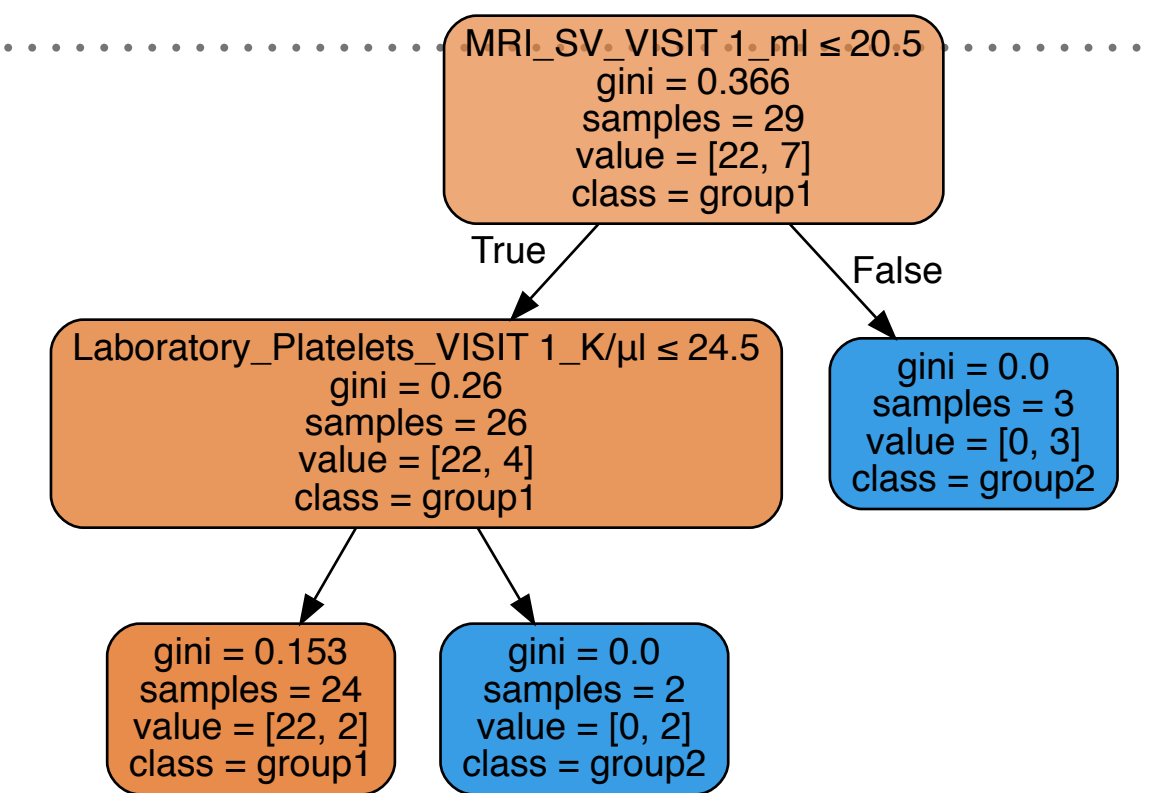 MRI_SV_VISIT 1_ml ≤ 20.5
gini = 0.366
samples = 29
value = [22, 7]
class = group1
True
False
Laboratory_Platelets_VISIT 1_K/µl ≤ 24.5
gini = 0.26
samples = 26
value = [22, 4]
class = group1
gini = 0.0
samples = 3
value = [0, 3]
class = group2
gini = 0.153
samples = 24
value = [22, 2]
class = group1
gini = 0.0
samples = 2
value = [0, 2]
class = group2